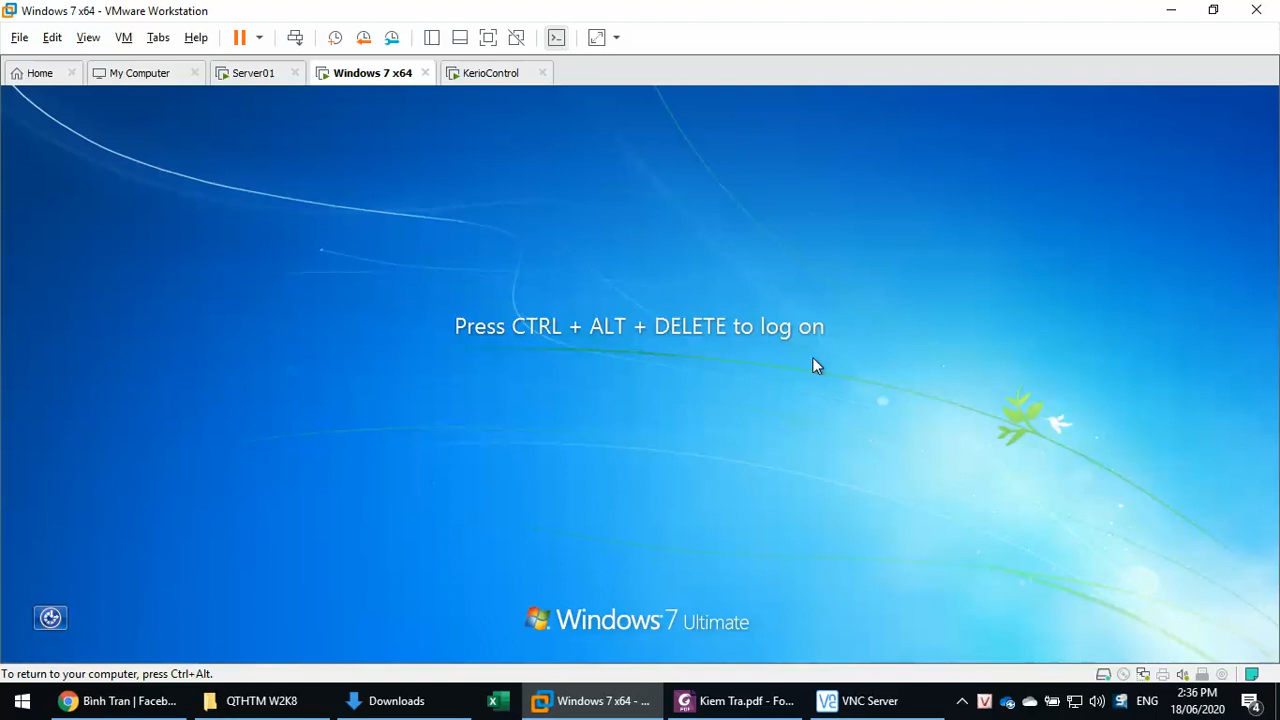 Windows 7 x64 - VMware Workstation
File Edit View VM Tabs Help
Home My Computer Server01 Windows 7 x64 KerioControl
Press CTRL + ALT + DELETE to log on
Windows 7 Ultimate
To return to your computer, press Ctrl+Alt.
Bình Tran | Faceb... QTHTM W2K8 Downloads Windows 7 x64 - ... Kiem Tra.pdf - Fo... VNC Server ENG 2:36 PM
18/06/2020 4